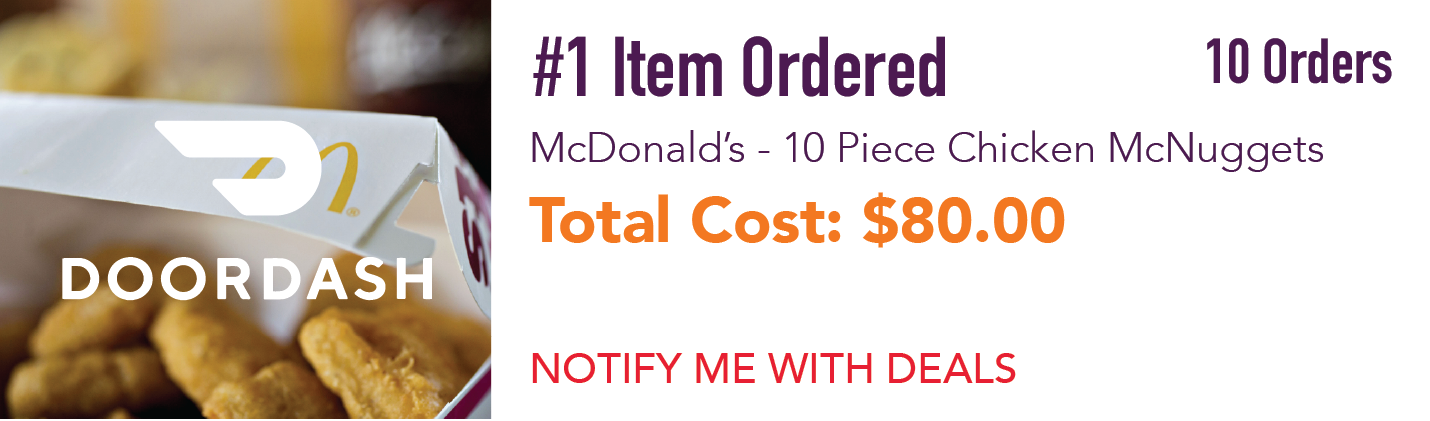 #1 Item Ordered
10 Orders
McDonald's - 10 Piece Chicken McNuggets
Total Cost: $80.00
DOORDASH
NOTIFY ME WITH DEALS